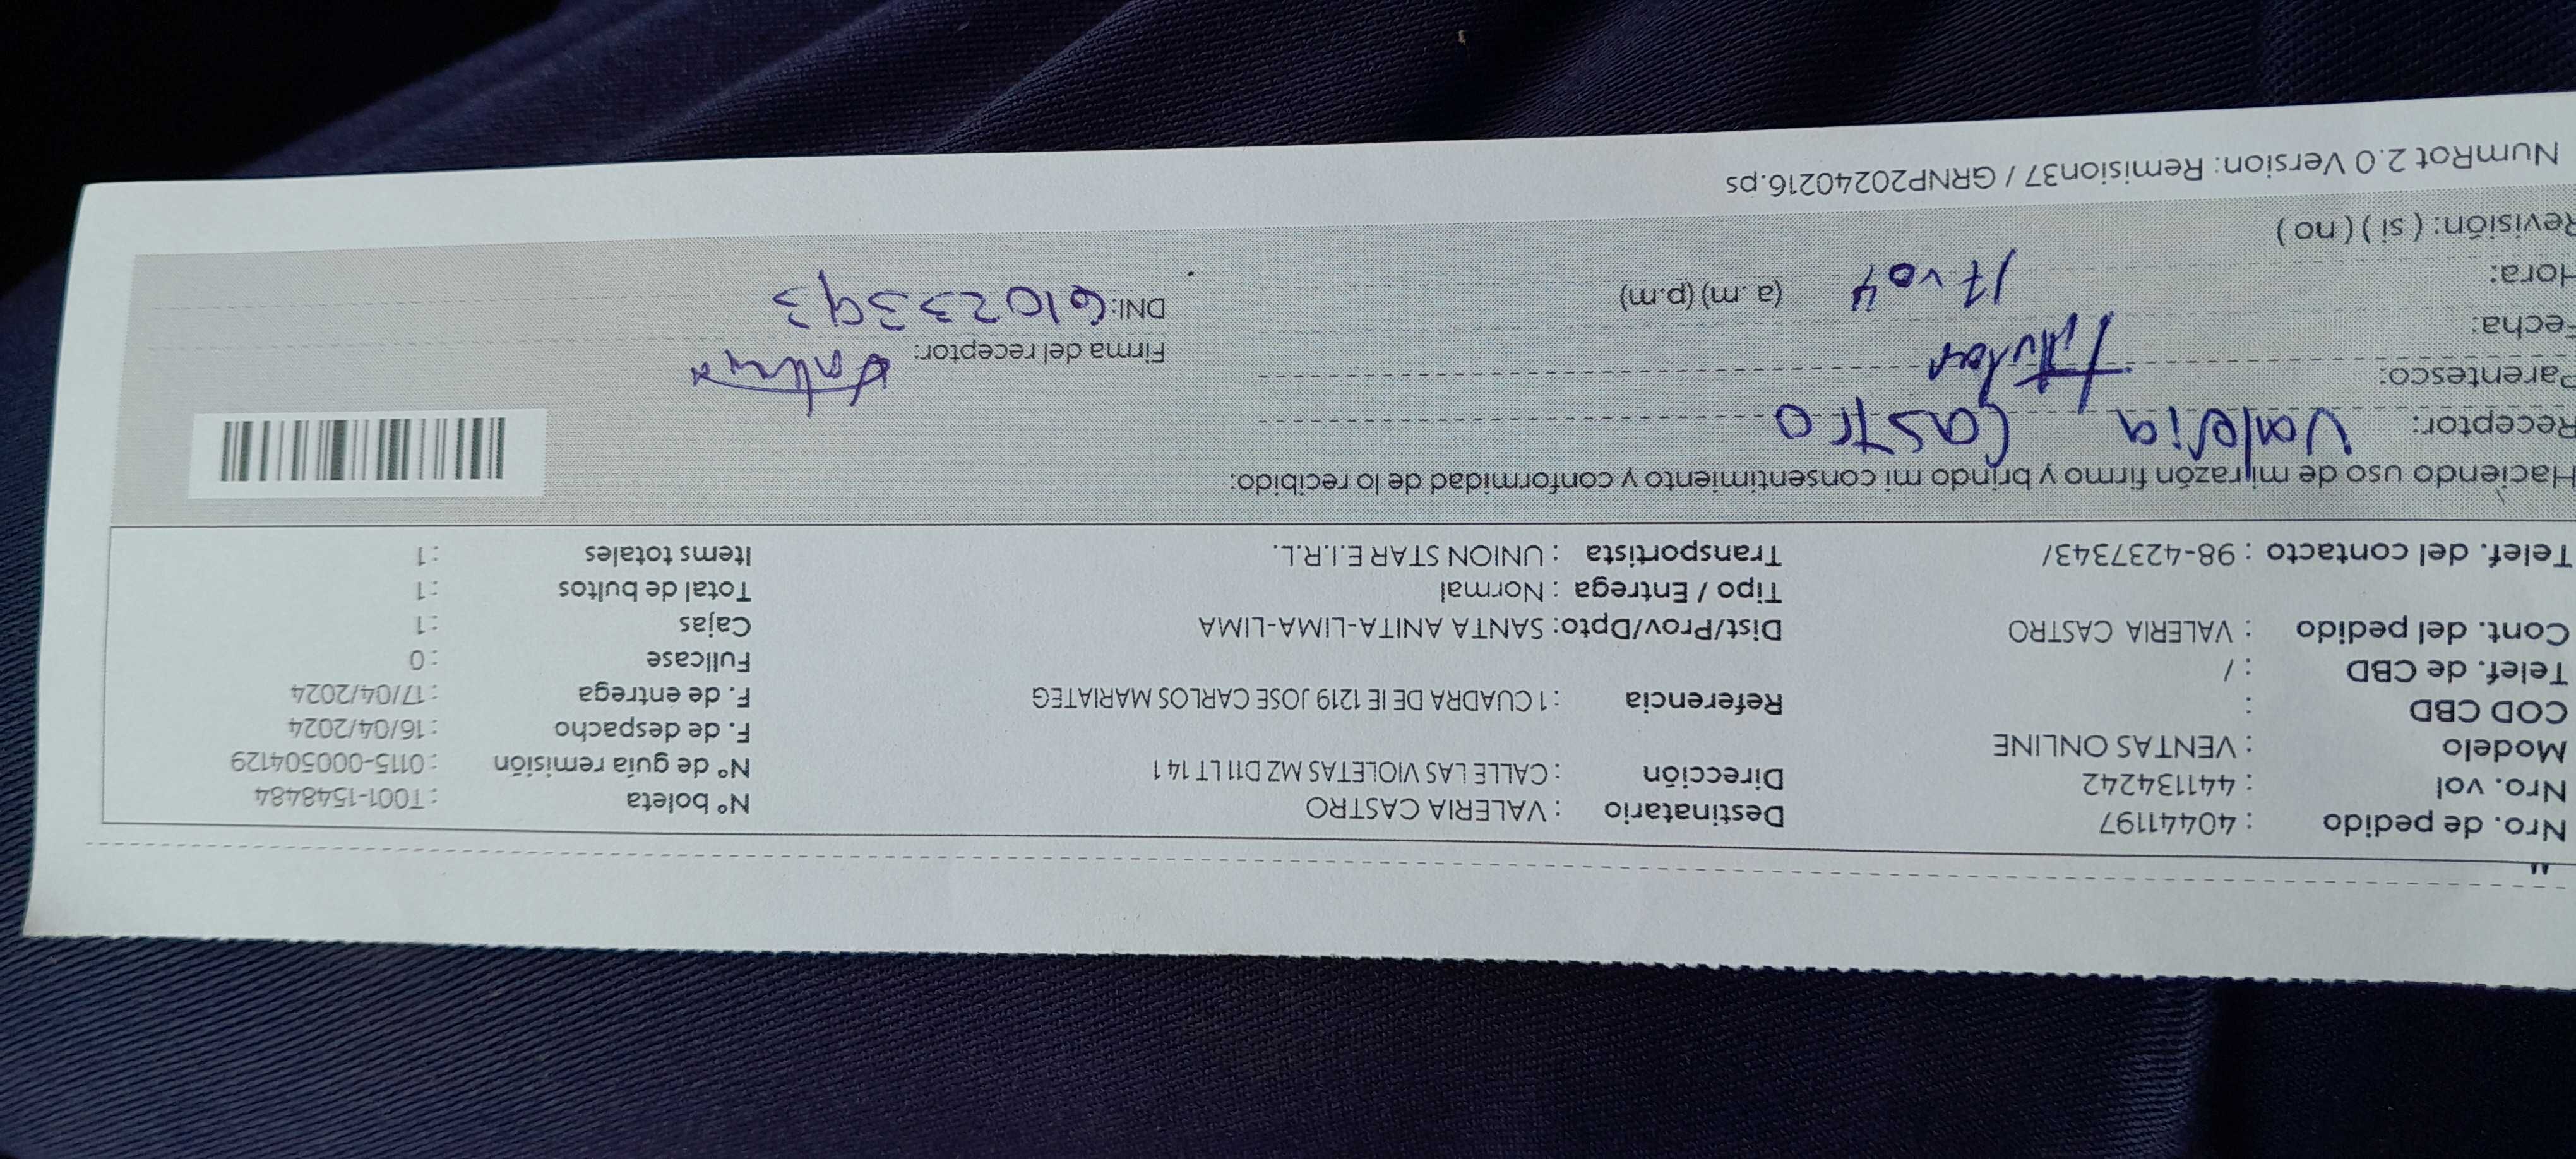 Nro. de pedido : 40441197 Destinatario : VALERIA CASTRO N° boleta : T001-1548484
Nro. vol : 441134242 Dirección : CALLE LAS VIOLETAS MZ D11 LT 14 1 N° de guía remisión : 0115-000504129
Modelo : VENTAS ONLINE F. de despacho : 16/04/2024
COD CBD : Referencia : 1 CUADRA DE IE 1219 JOSE CARLOS MARIATEG F. de entrega : 17/04/2024
Telef. de CBD : / Fullcase : 0
Cont. del pedido : VALERIA CASTRO Dist/Prov/Dpto: SANTA ANITA-LIMA-LIMA Cajas : 1
Tipo / Entrega : Normal Total de bultos : 1
Telef. del contacto : 98-4237343/ Transportista : UNION STAR E.I.R.L. Items totales : 1
Haciendo uso de mi razón firmo y brindo mi consentimiento y conformidad de lo recibido:
Receptor: Valeria Castro
Parentesco: titular
Fecha: Firma del receptor:
Hora: 17 04 (a.m) (p.m) DNI: 61023393
Revisión: ( si ) ( no )
NumRot 2.0 Version: Remision37 / GRNP20240216.ps